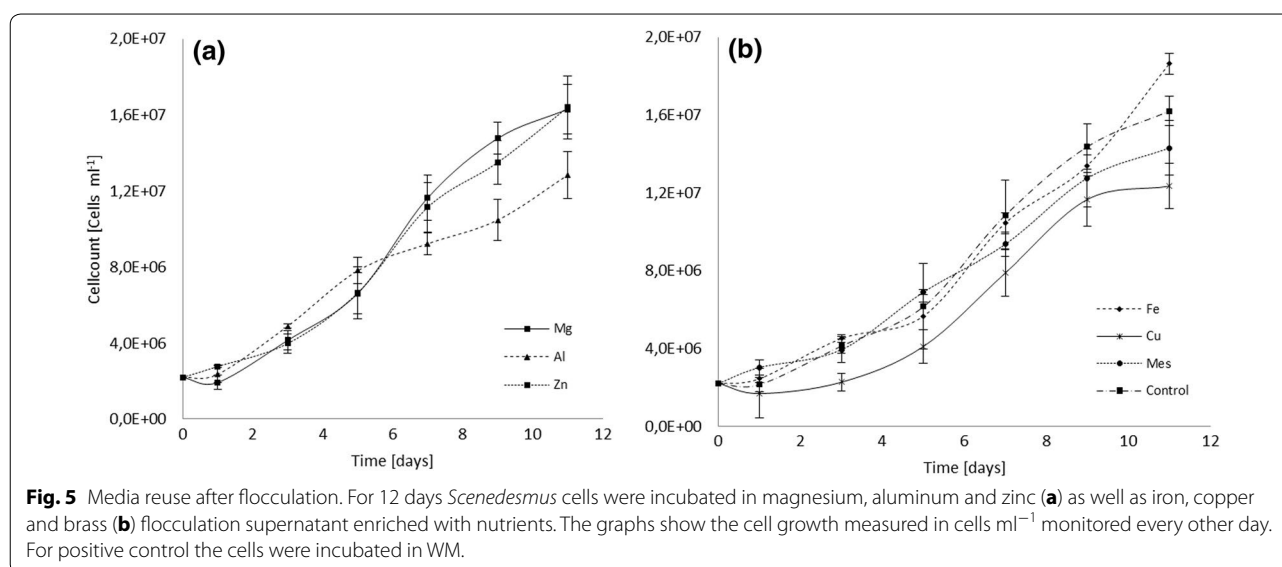 (a)
2,0E+07
1,6E+07
1,2E+07
8,0E+06
4,0E+06
0,0E+00
Cellcount [Cells ml-1]
0 2 4 6 8 10 12
Time [days]
Mg
Al
Zn
(b)
2,0E+07
1,6E+07
1,2E+07
8,0E+06
4,0E+06
0,0E+00
0 2 4 6 8 10 12
Time [days]
Fe
Cu
Mes
Control
Fig. 5 Media reuse after flocculation. For 12 days Scenedesmus cells were incubated in magnesium, aluminum and zinc (a) as well as iron, copper
and brass (b) flocculation supernatant enriched with nutrients. The graphs show the cell growth measured in cells ml−1 monitored every other day.
For positive control the cells were incubated in WM.